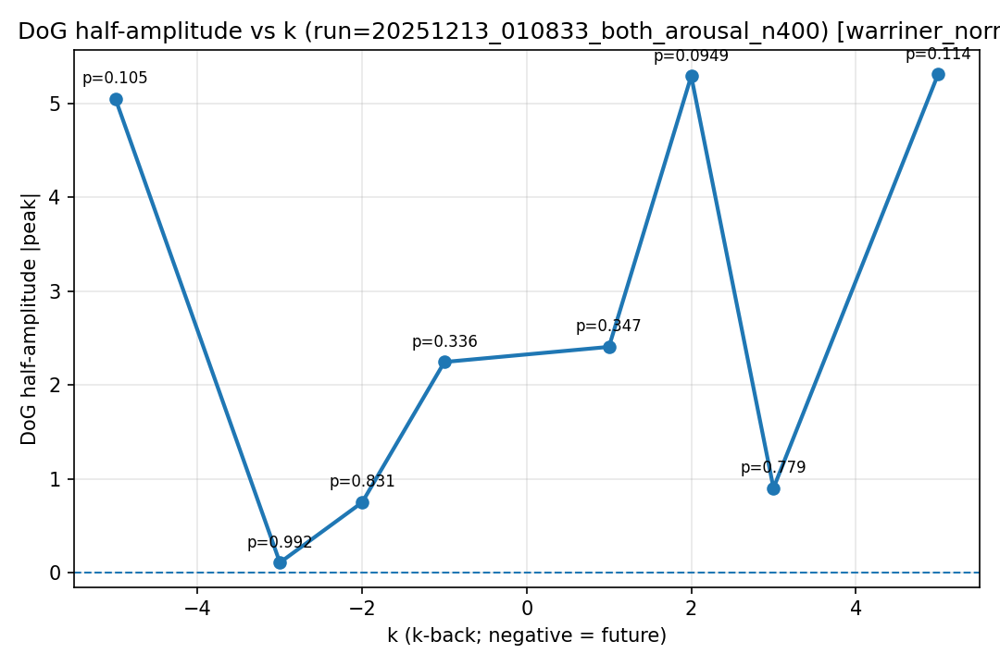 DoG half-amplitude vs k (run=20251213_010833_both_arousal_n400) [warriner_norr
p=0.105
p=0.0949
p=0.114
p=0.336
p=0.347
p=0.831
p=0.779
p=0.992
DoG half-amplitude |peak|
5
4
3
2
1
0
−4
−2
0
2
4
k (k-back; negative = future)